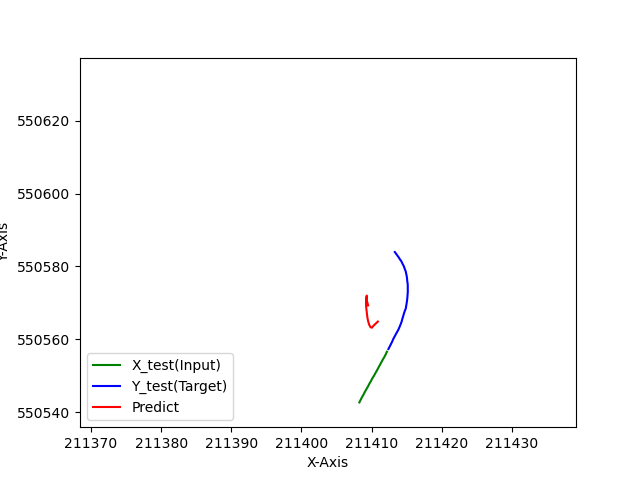 550620
550600
550580
550560
550540
Y-Axis
X_test(Input)
Y_test(Target)
Predict
211370 211380 211390 211400 211410 211420 211430
X-Axis